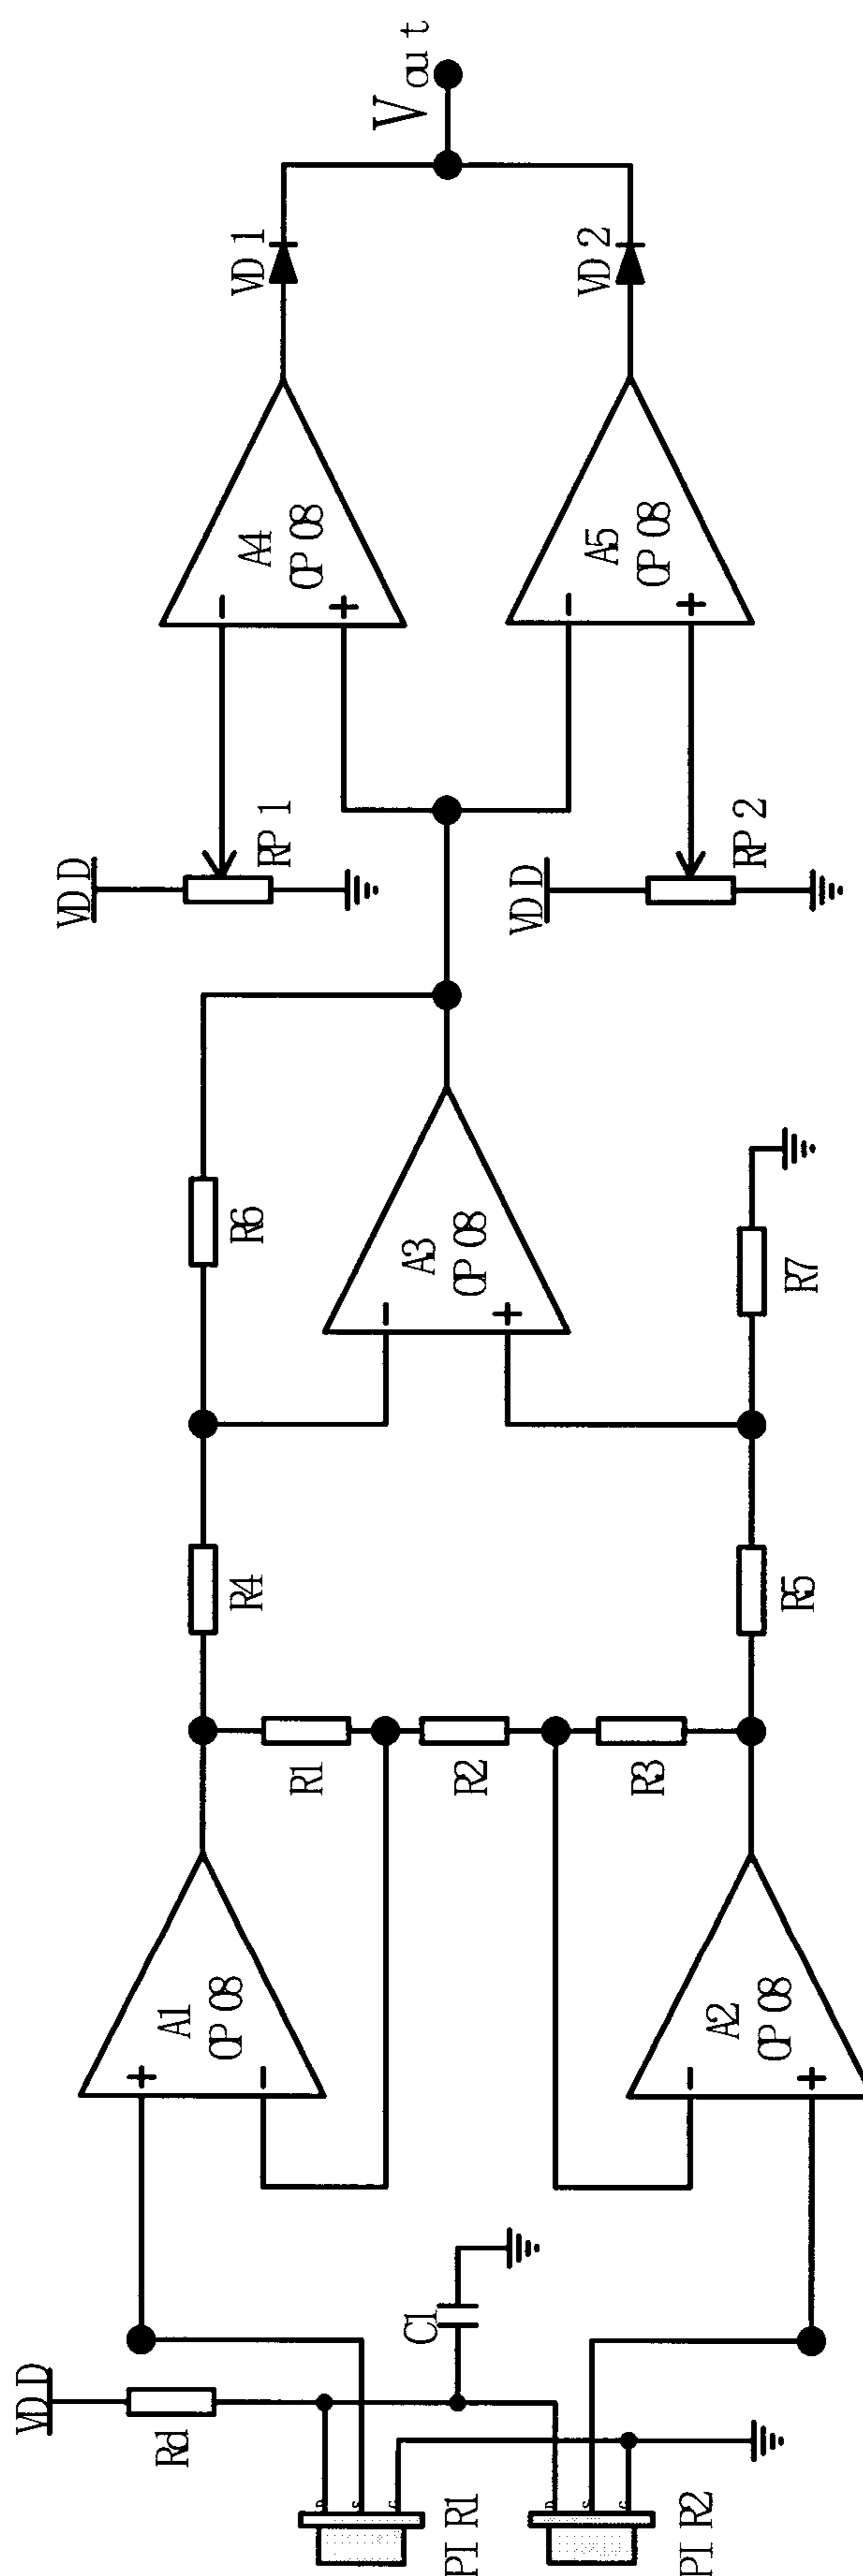 Vout
VD1
VD2
A4
OP08
A5
OP08
VDD
RP1
VDD
RP2
R6
A3
OP08
R7
R4
R5
R1
R2
R3
A1
OP08
A2
OP08
C1
VDD
Rd
D
S
G
D
S
G
PIR1
PIR2